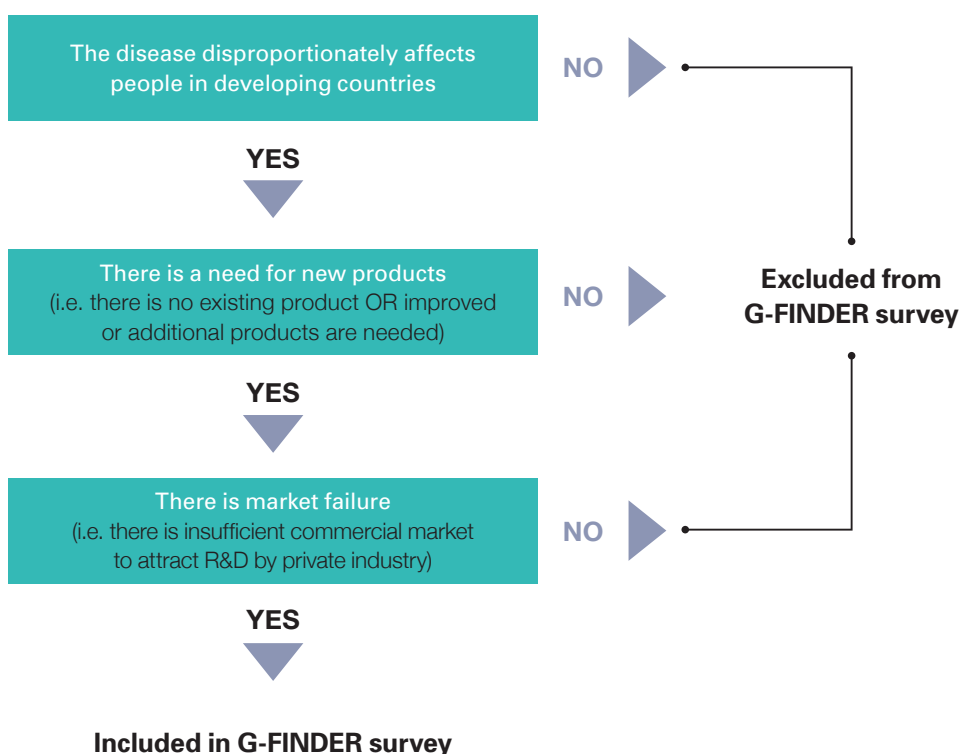 The disease disproportionately affects
people in developing countries
NO
YES
There is a need for new products
(i.e. there is no existing product OR improved
or additional products are needed)
NO
Excluded from
G-FINDER survey
YES
There is market failure
(i.e. there is insufficient commercial market
to attract R&D by private industry)
NO
YES
Included in G-FINDER survey